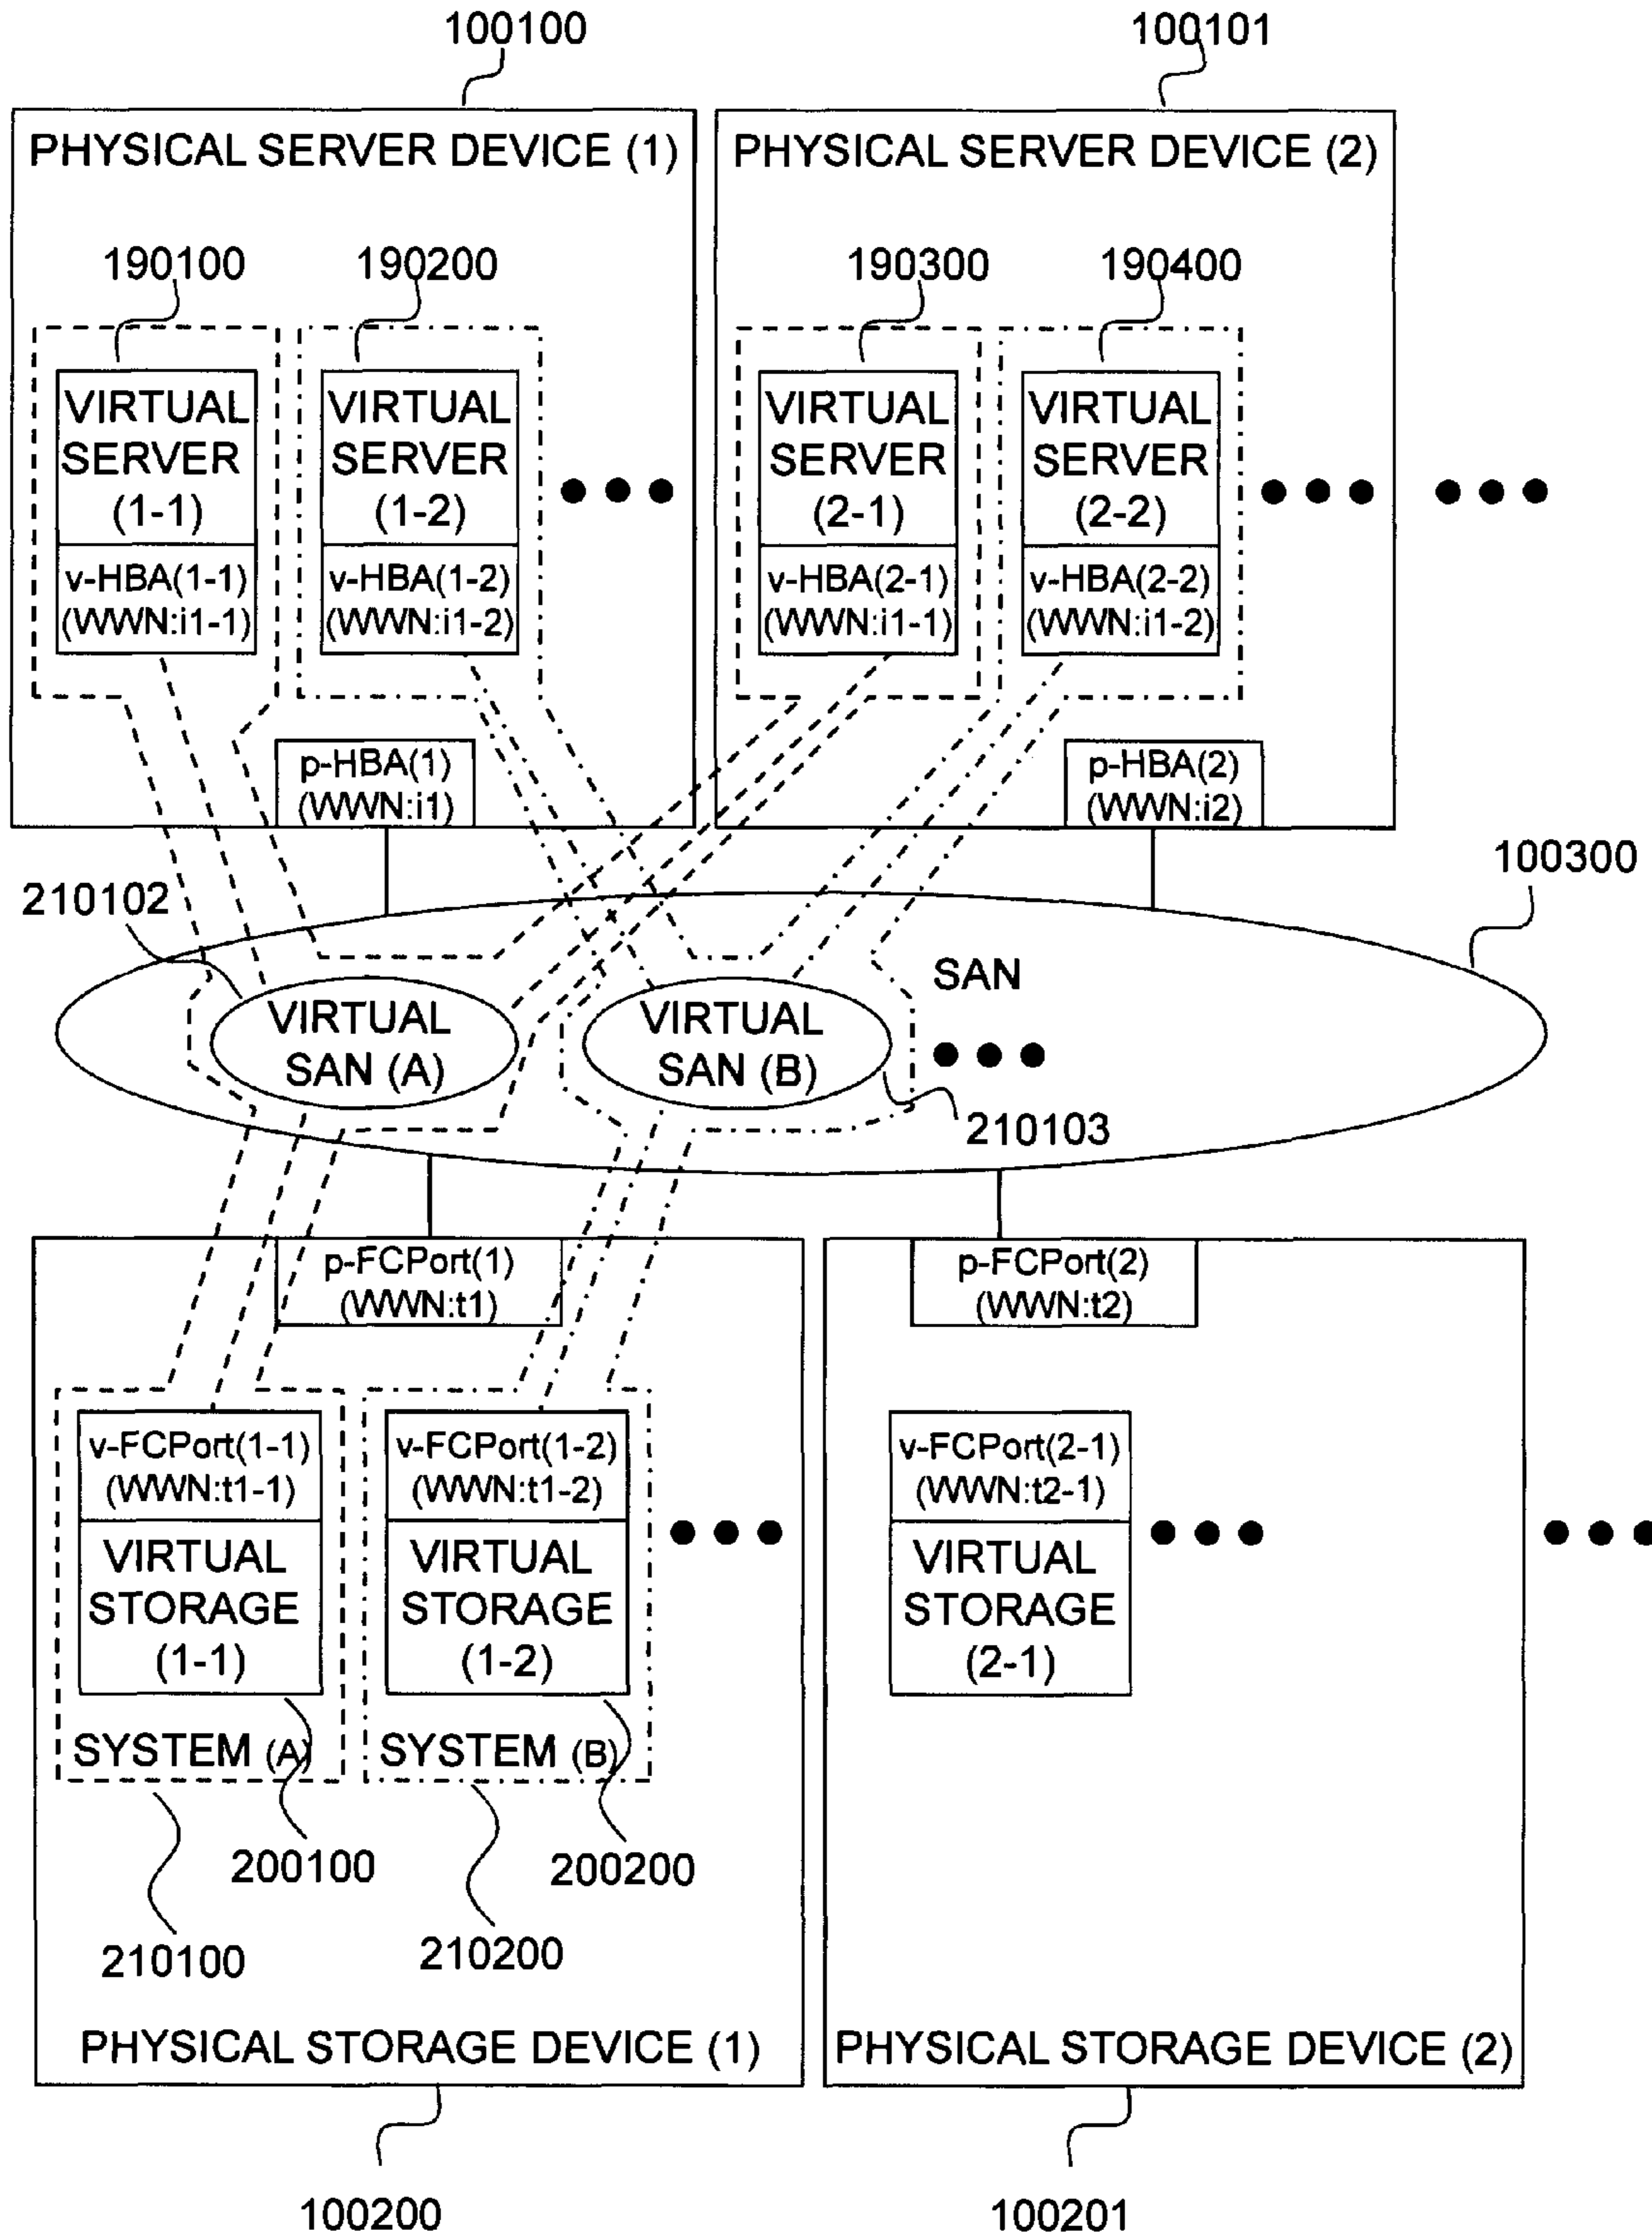 100100
100101
PHYSICAL SERVER DEVICE (1)
PHYSICAL SERVER DEVICE (2)
190100
190200
190300
190400
VIRTUAL
SERVER
(1-1)
v-HBA(1-1)
(WWN:i1-1)
VIRTUAL
SERVER
(1-2)
v-HBA(1-2)
(WWN:i1-2)
VIRTUAL
SERVER
(2-1)
v-HBA(2-1)
(WWN:i1-1)
VIRTUAL
SERVER
(2-2)
v-HBA(2-2)
(WWN:i1-2)
p-HBA(1)
(WWN:i1)
p-HBA(2)
(WWN:i2)
100300
210102
SAN
VIRTUAL
SAN (A)
VIRTUAL
SAN (B)
210103
p-FCPort(1)
(WWN:t1)
p-FCPort(2)
(WWN:t2)
v-FCPort(1-1)
(WWN:t1-1)
VIRTUAL
STORAGE
(1-1)
v-FCPort(1-2)
(WWN:t1-2)
VIRTUAL
STORAGE
(1-2)
v-FCPort(2-1)
(WWN:t2-1)
VIRTUAL
STORAGE
(2-1)
SYSTEM (A)
SYSTEM (B)
200100
200200
210100
210200
PHYSICAL STORAGE DEVICE (1)
PHYSICAL STORAGE DEVICE (2)
100200
100201